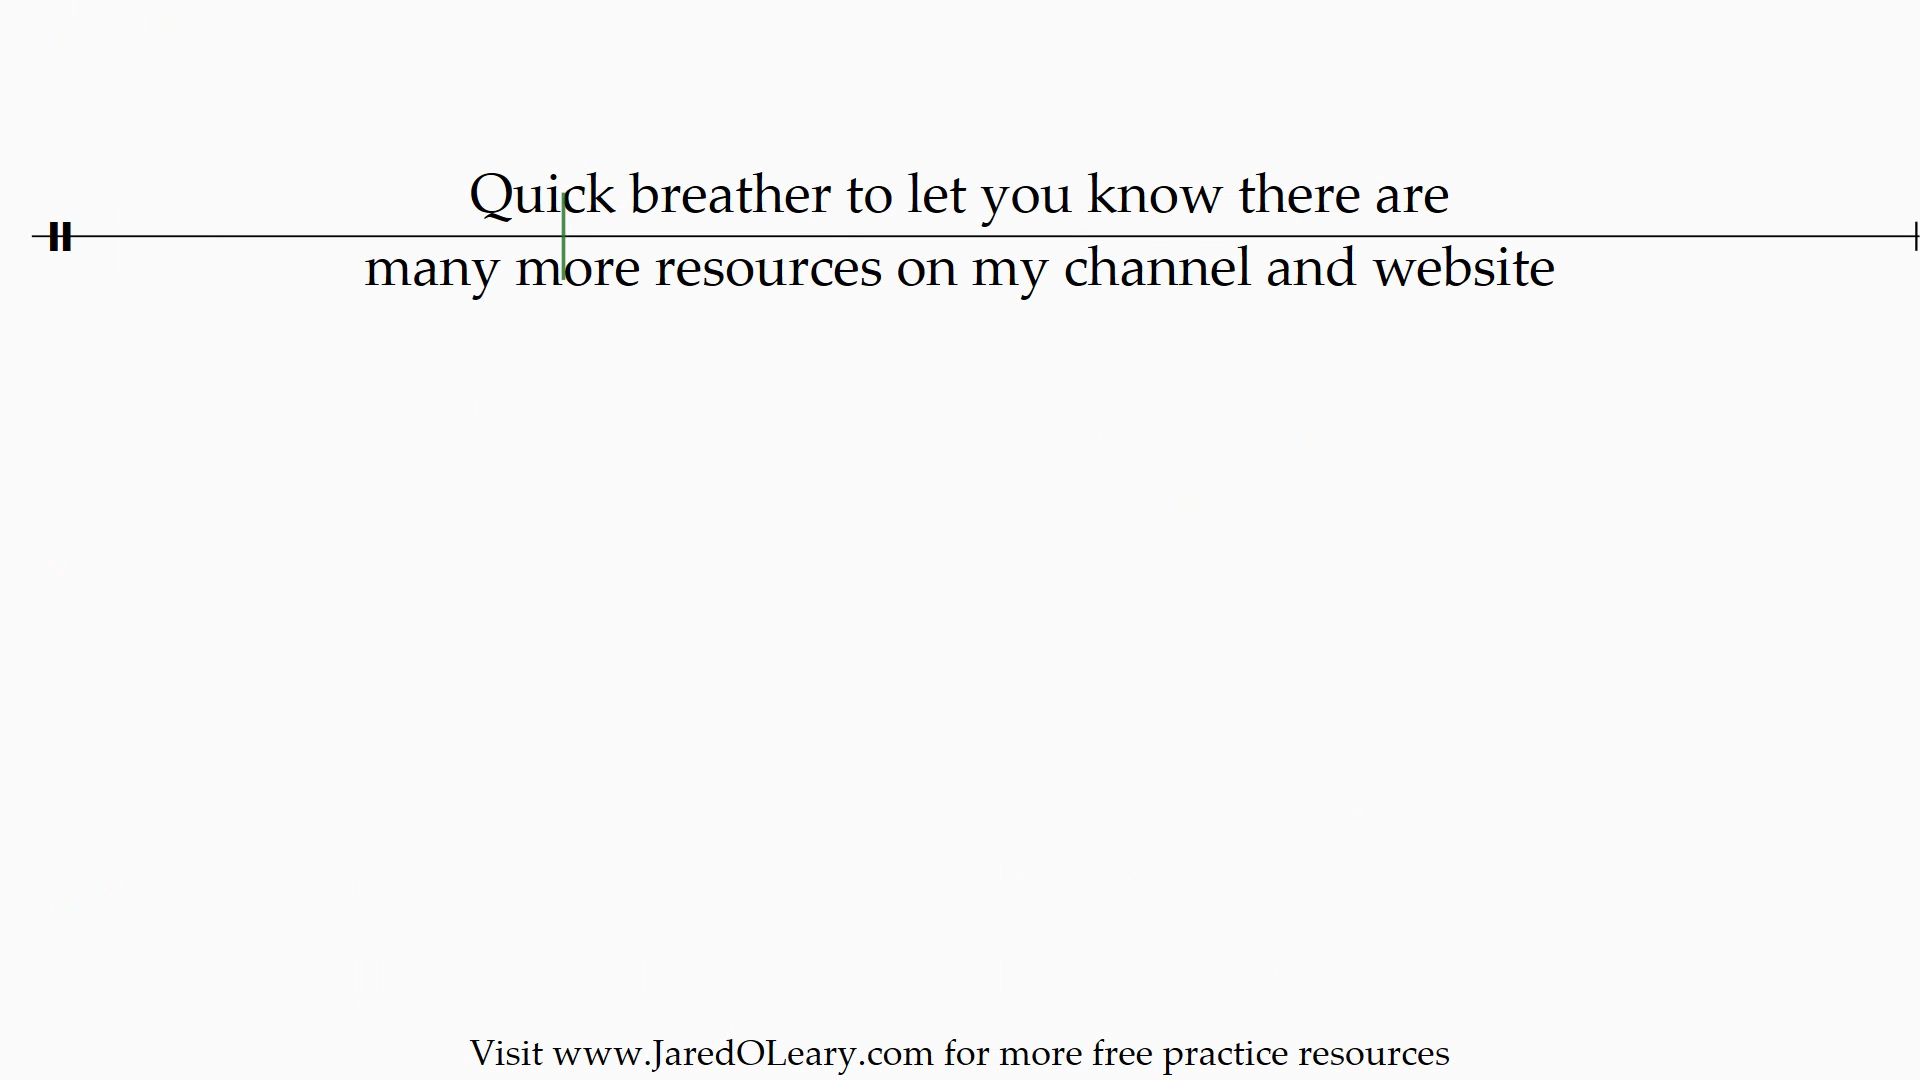 Quick breather to let you know there are
many more resources on my channel and website
Visit www.JaredOLeary.com for more free practice resources